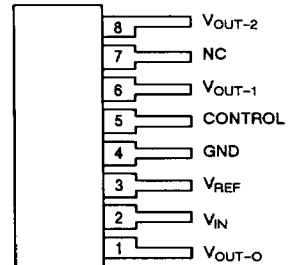 8 VOUT-2
7 NC
6 VOUT-1
5 CONTROL
4 GND
3 VREF
2 VIN
1 VOUT-O